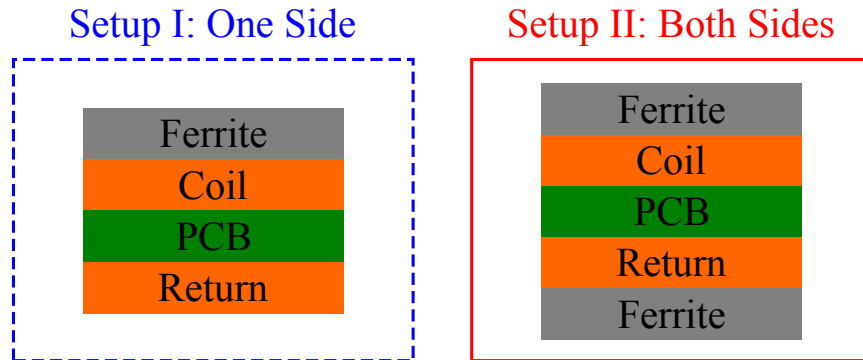 Setup I: One Side
Ferrite
Coil
PCB
Return
Setup II: Both Sides
Ferrite
Coil
PCB
Return
Ferrite